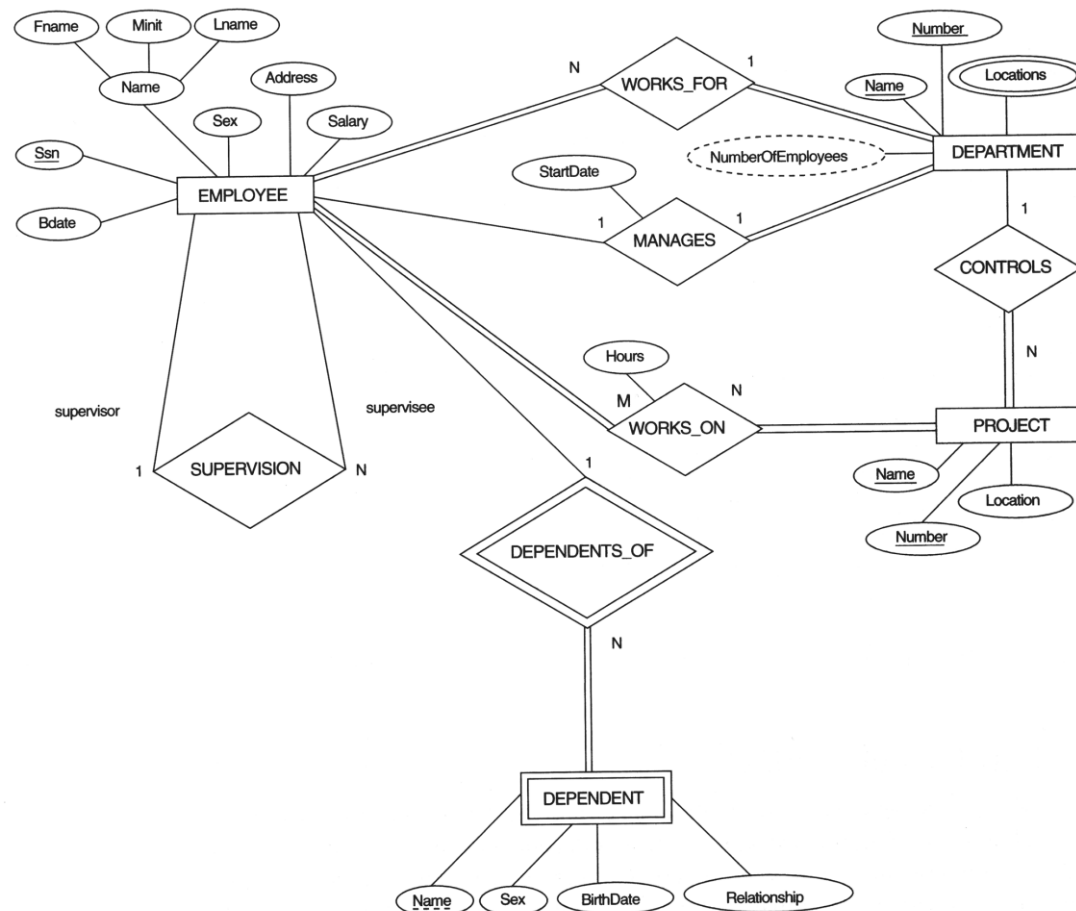 Fname
Minit
Lname
Number
Name
Address
N
WORKS_FOR
1
Locations
Name
Sex
Salary
Ssn
NumberOfEmployees
DEPARTMENT
StartDate
EMPLOYEE
Bdate
1
MANAGES
1
1
CONTROLS
Hours
N
M
N
supervisor
supervisee
WORKS_ON
PROJECT
1
SUPERVISION
N
1
Name
Location
Number
DEPENDENTS_OF
N
DEPENDENT
Name
Sex
BirthDate
Relationship